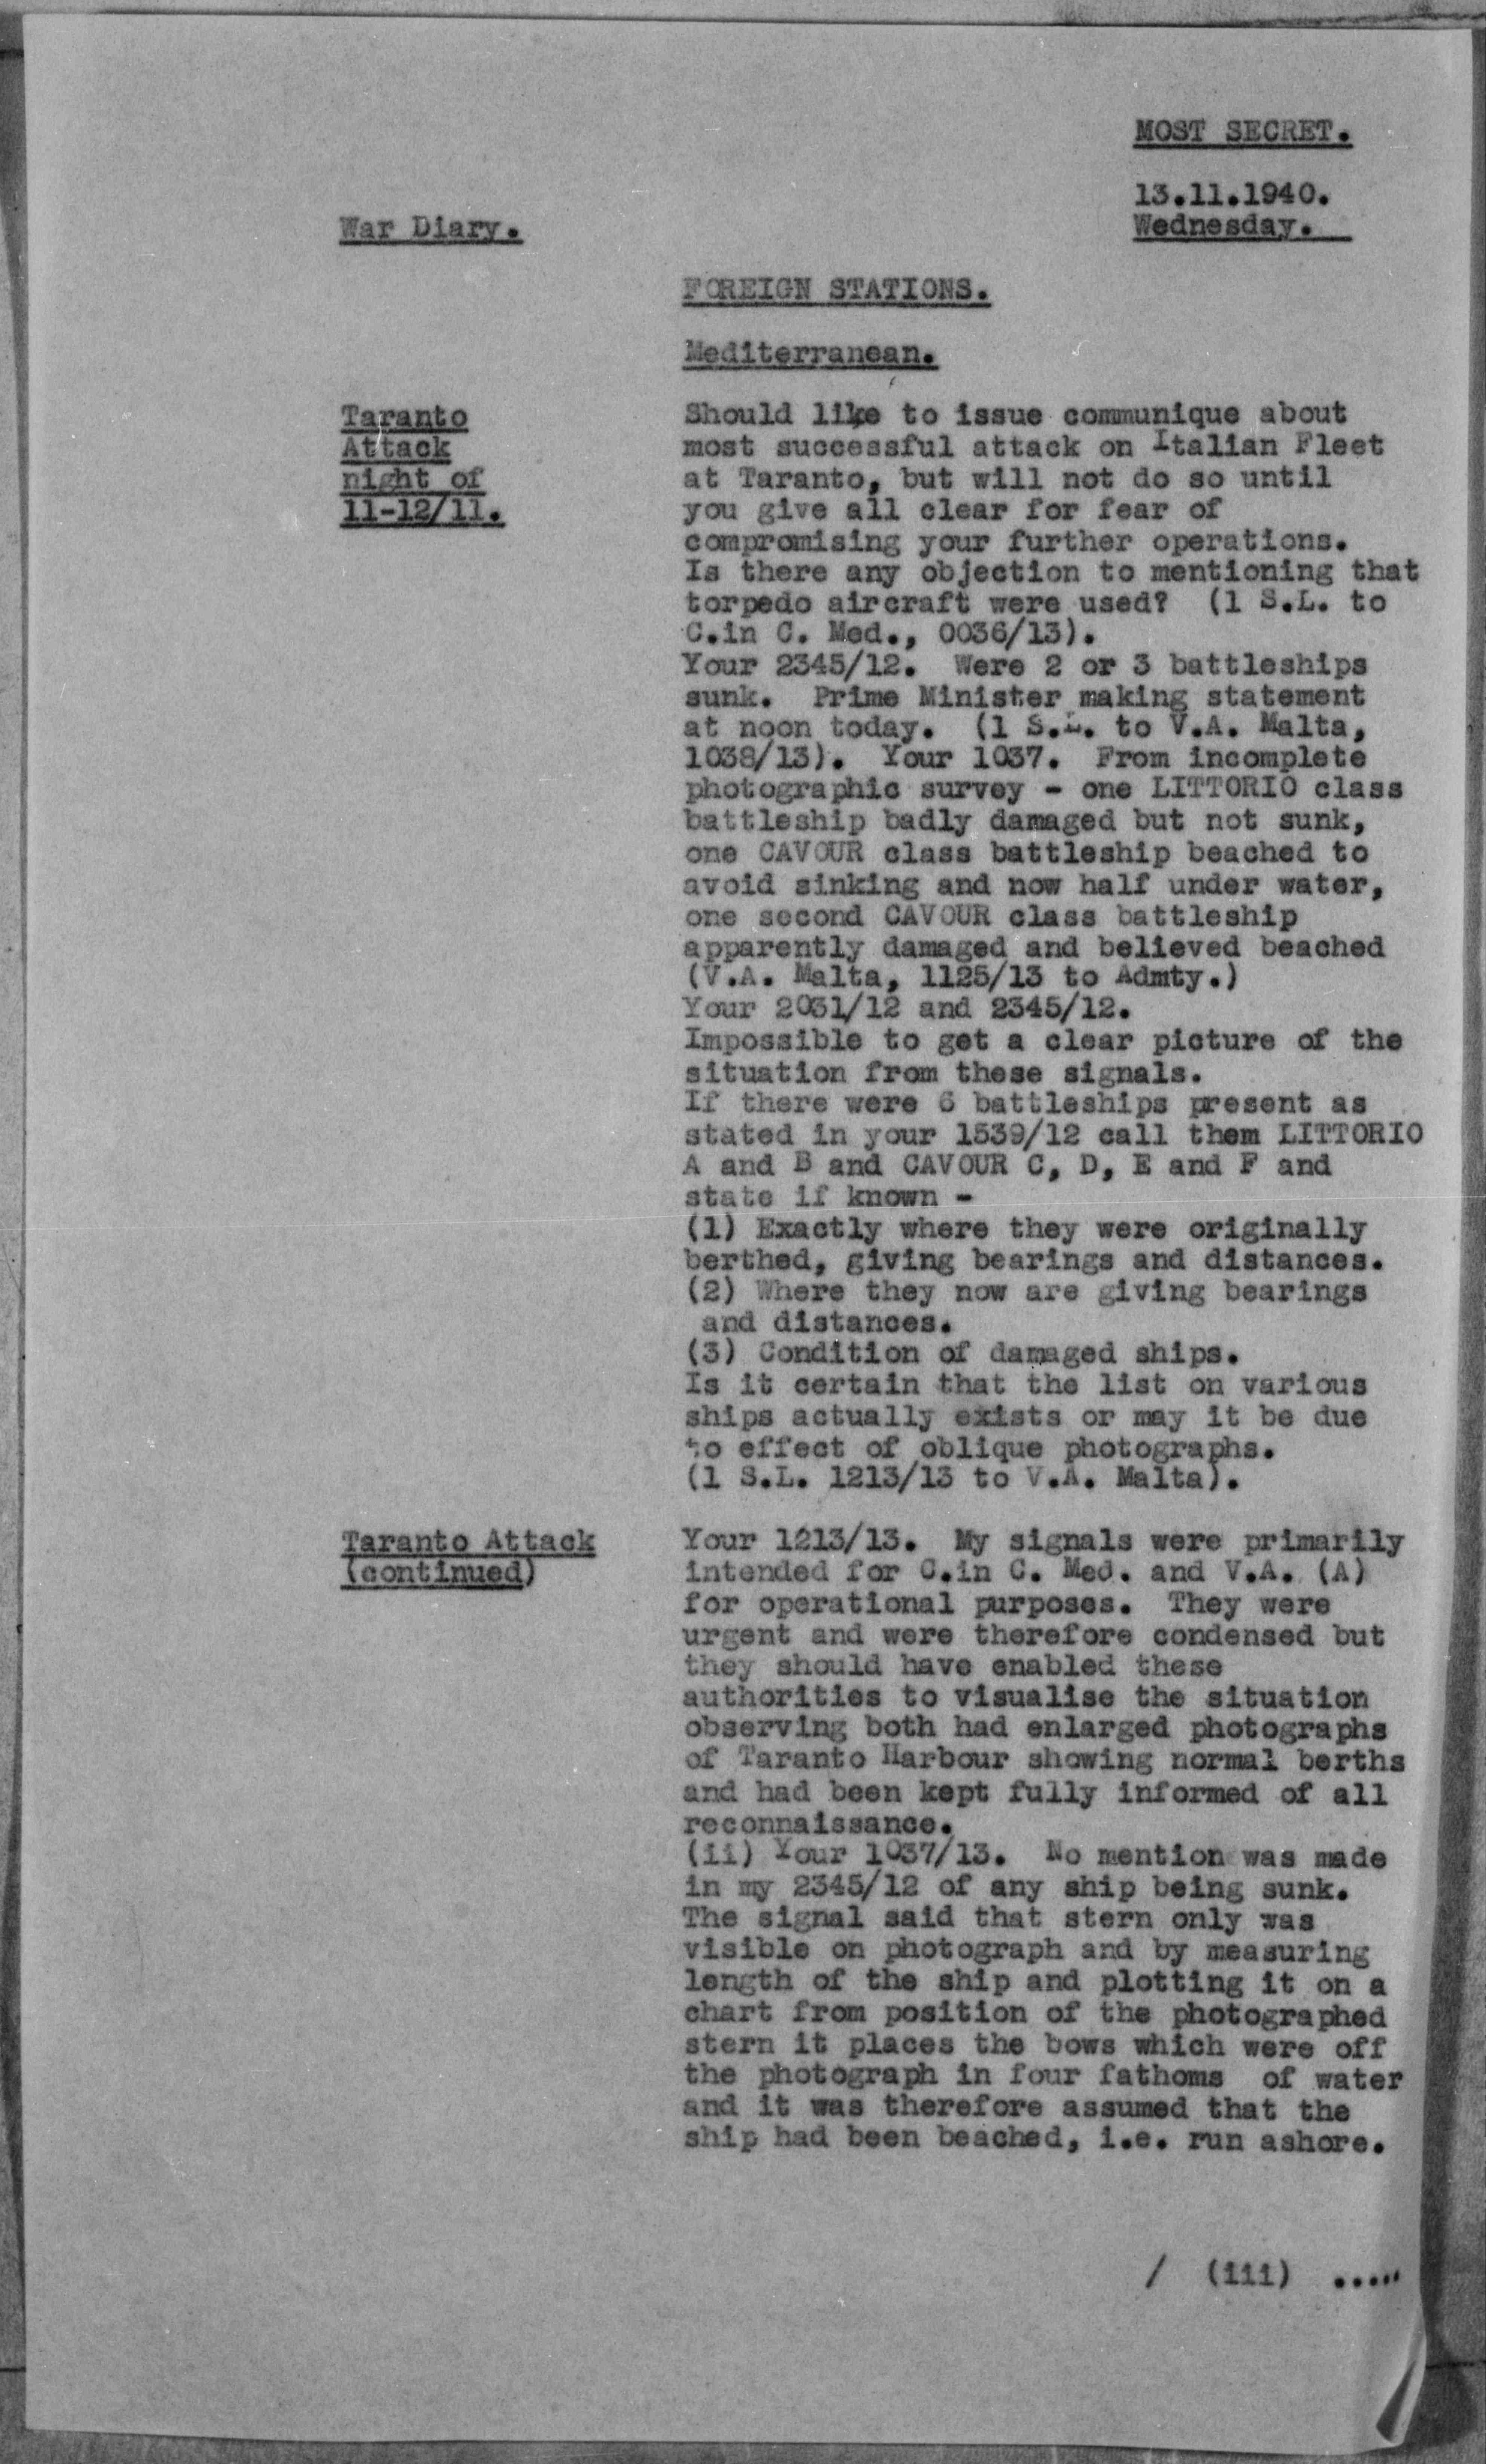 MOST SECRET.
13.11.1940.
Wednesday.
War Diary.
FOREIGN STATIONS.
Mediterranean.
Taranto
Attack
night of
11-12/11.
Should like to issue communique about
most successful attack on Italian Fleet
at Taranto, but will not do so until
you give all clear for fear of
compromising your further operations.
Is there any objection to mentioning that
torpedo aircraft were used?  (1 S.L. to
C.in C. Med., 0036/13).
Your 2345/12.  Were 2 or 3 battleships
sunk.  Prime Minister making statement
at noon today.  (1 S.L. to V.A. Malta,
1038/13).  Your 1037.  From incomplete
photographic survey - one LITTORIO class
battleship badly damaged but not sunk,
one CAVOUR class battleship beached to
avoid sinking and now half under water,
one second CAVOUR class battleship
apparently damaged and believed beached
(V.A. Malta, 1125/13 to Admty.)
Your 2031/12 and 2345/12.
Impossible to get a clear picture of the
situation from these signals.
If there were 6 battleships present as
stated in your 1539/12 call them LITTORIO
A and B and CAVOUR C, D, E and F and
state if known -
(1) Exactly where they were originally
berthed, giving bearings and distances.
(2) Where they now are giving bearings
and distances.
(3) Condition of damaged ships.
Is it certain that the list on various
ships actually exists or may it be due
to effect of oblique photographs.
(1 S.L. 1213/13 to V.A. Malta).
Taranto Attack
(continued)
Your 1213/13.  My signals were primarily
intended for C.in C. Med. and V.A. (A)
for operational purposes.  They were
urgent and were therefore condensed but
they should have enabled these
authorities to visualise the situation
observing both had enlarged photographs
of Taranto Harbour showing normal berths
and had been kept fully informed of all
reconnaissance.
(ii) Your 1037/13.  No mention was made
in my 2345/12 of any ship being sunk.
The signal said that stern only was
visible on photograph and by measuring
length of the ship and plotting it on a
chart from position of the photographed
stern it places the bows which were off
the photograph in four fathoms  of water
and it was therefore assumed that the
ship had been beached, i.e. run ashore.
/ (iii) .....